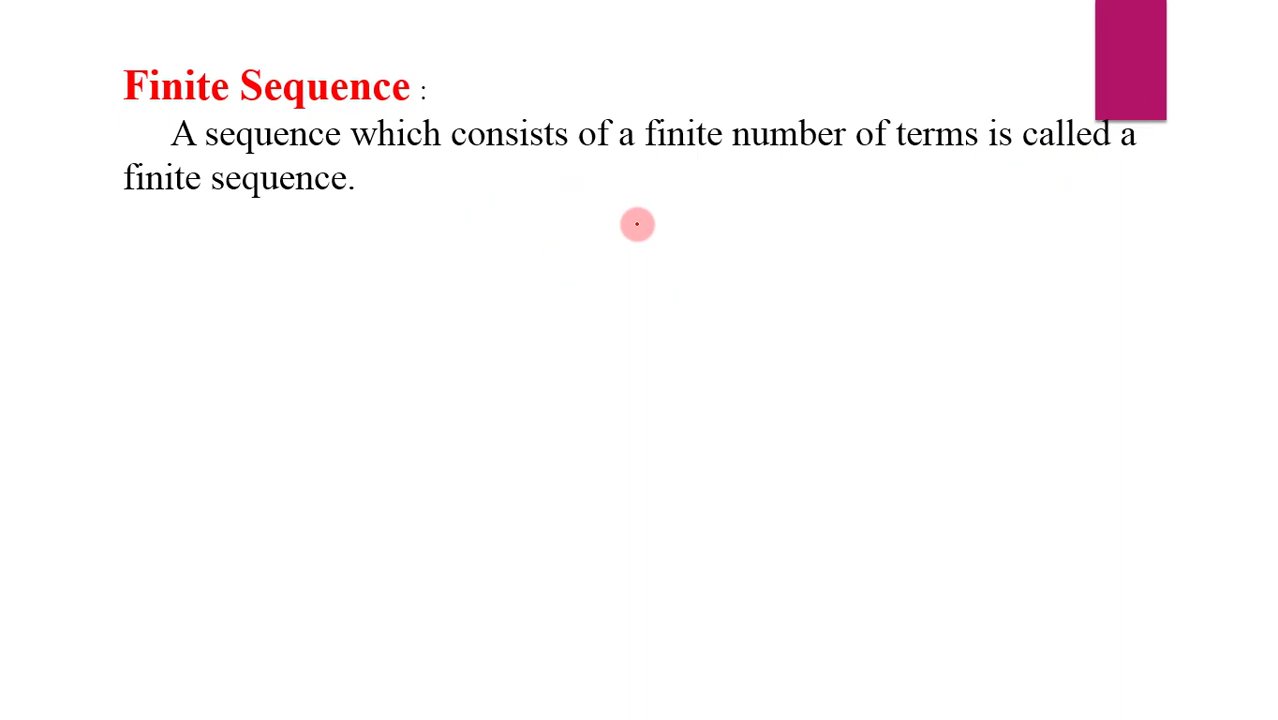 Finite Sequence :
A sequence which consists of a finite number of terms is called a
finite sequence.